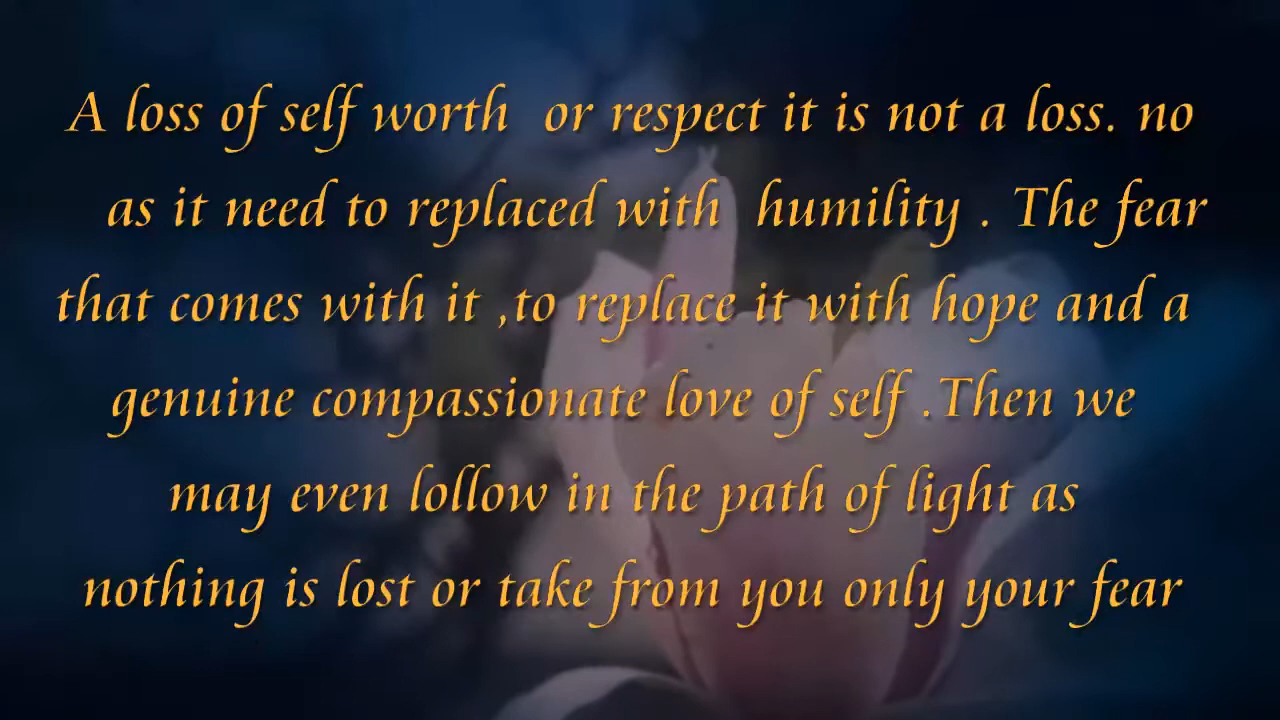 A loss of self worth or respect it is not a loss. no
as it need to replaced with humility . The fear
that comes with it ,to replace it with hope and a
genuine compassionate love of self .Then we
may even lollow in the path of light as
nothing is lost or take from you only your fear